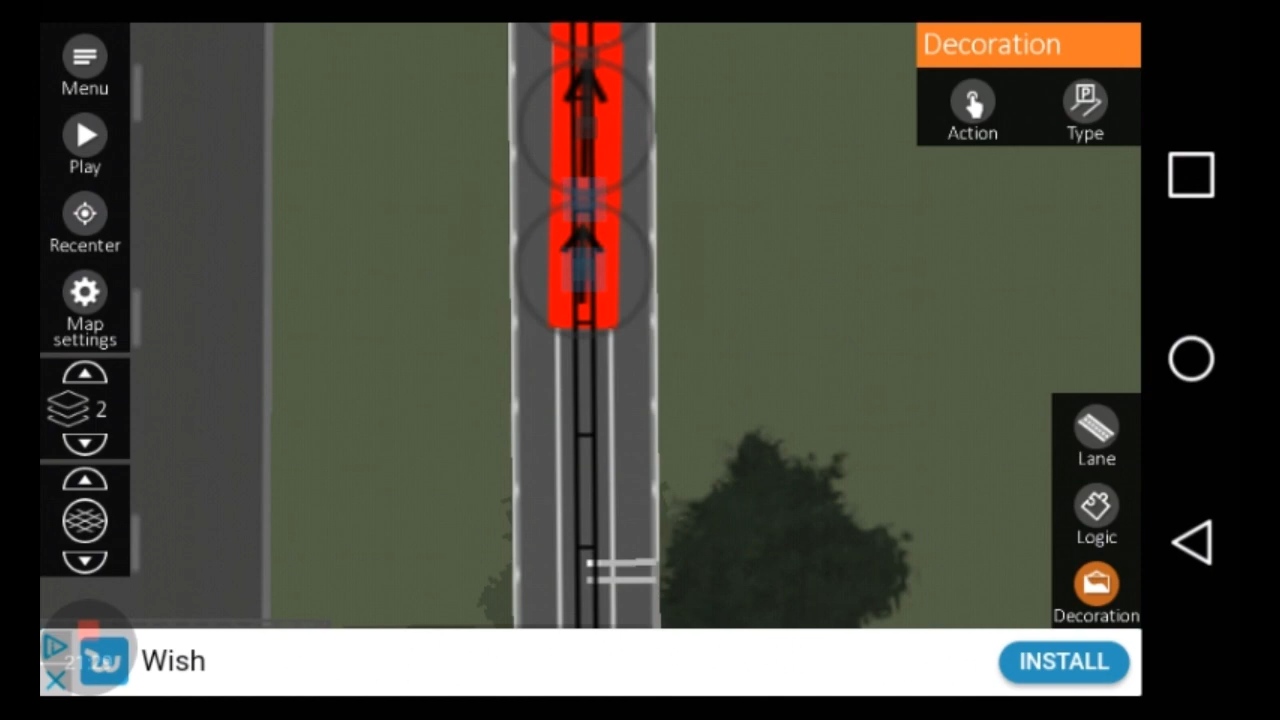 Menu
Play
Recenter
Map
settings
2
Decoration
Action
P
Type
Lane
Logic
Decoration
Wish
INSTALL